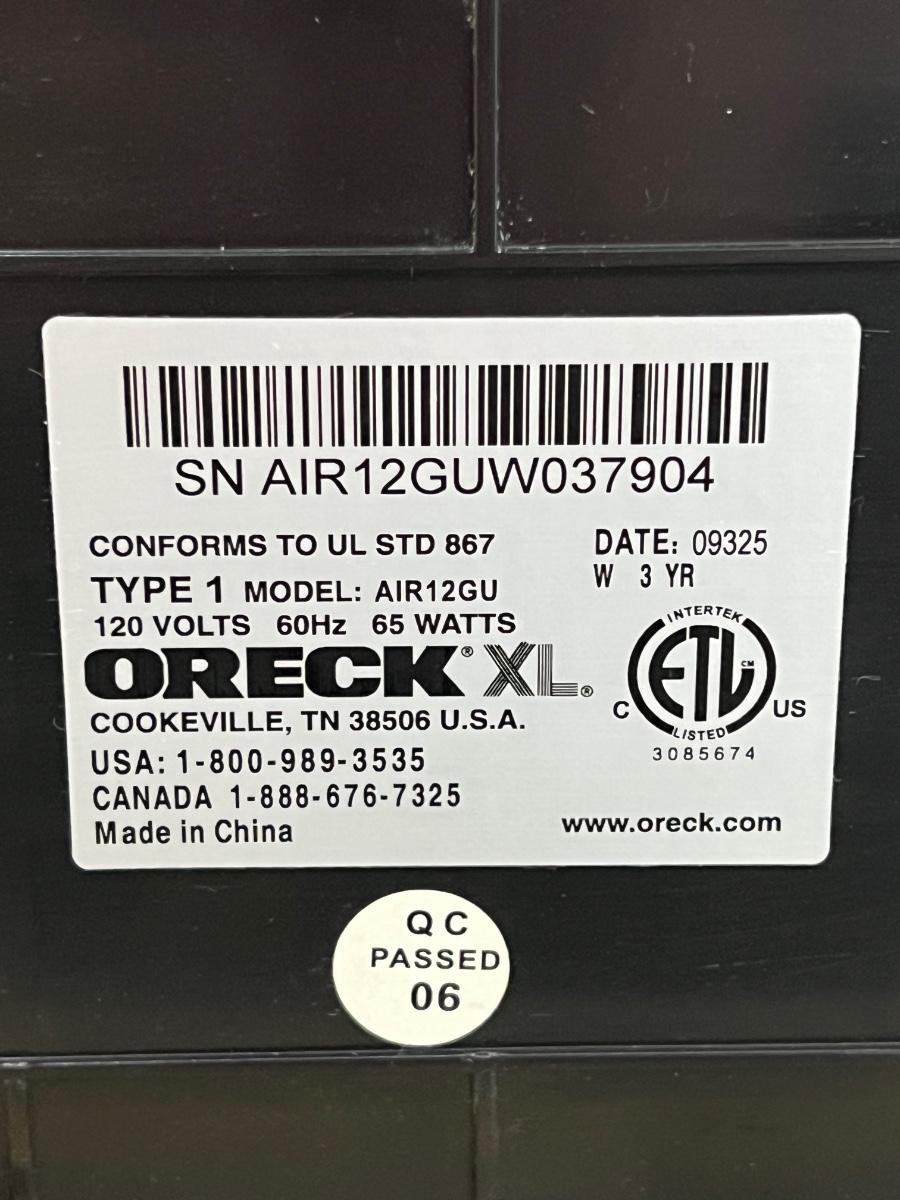 SN AIR12GUW037904
CONFORMS TO UL STD 867
DATE: 09325
TYPE 1 MODEL: AIR12GU
W 3 YR
120 VOLTS 60Hz 65 WATTS
ORECK® XL®
INTERTEK
ETL CM
C US
LISTED
3085674
COOKEVILLE, TN 38506 U.S.A.
USA: 1-800-989-3535
CANADA 1-888-676-7325
Made in China
www.oreck.com
QC
PASSED
06